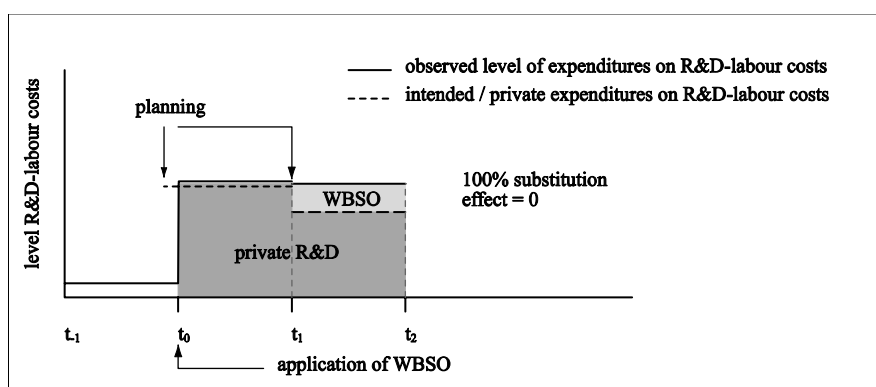 observed level of expenditures on R&D-labour costs
intended / private expenditures on R&D-labour costs
planning
level R&D-labour costs
100% substitution
effect = 0
WBSO
private R&D
t-1
t0
t1
t2
application of WBSO